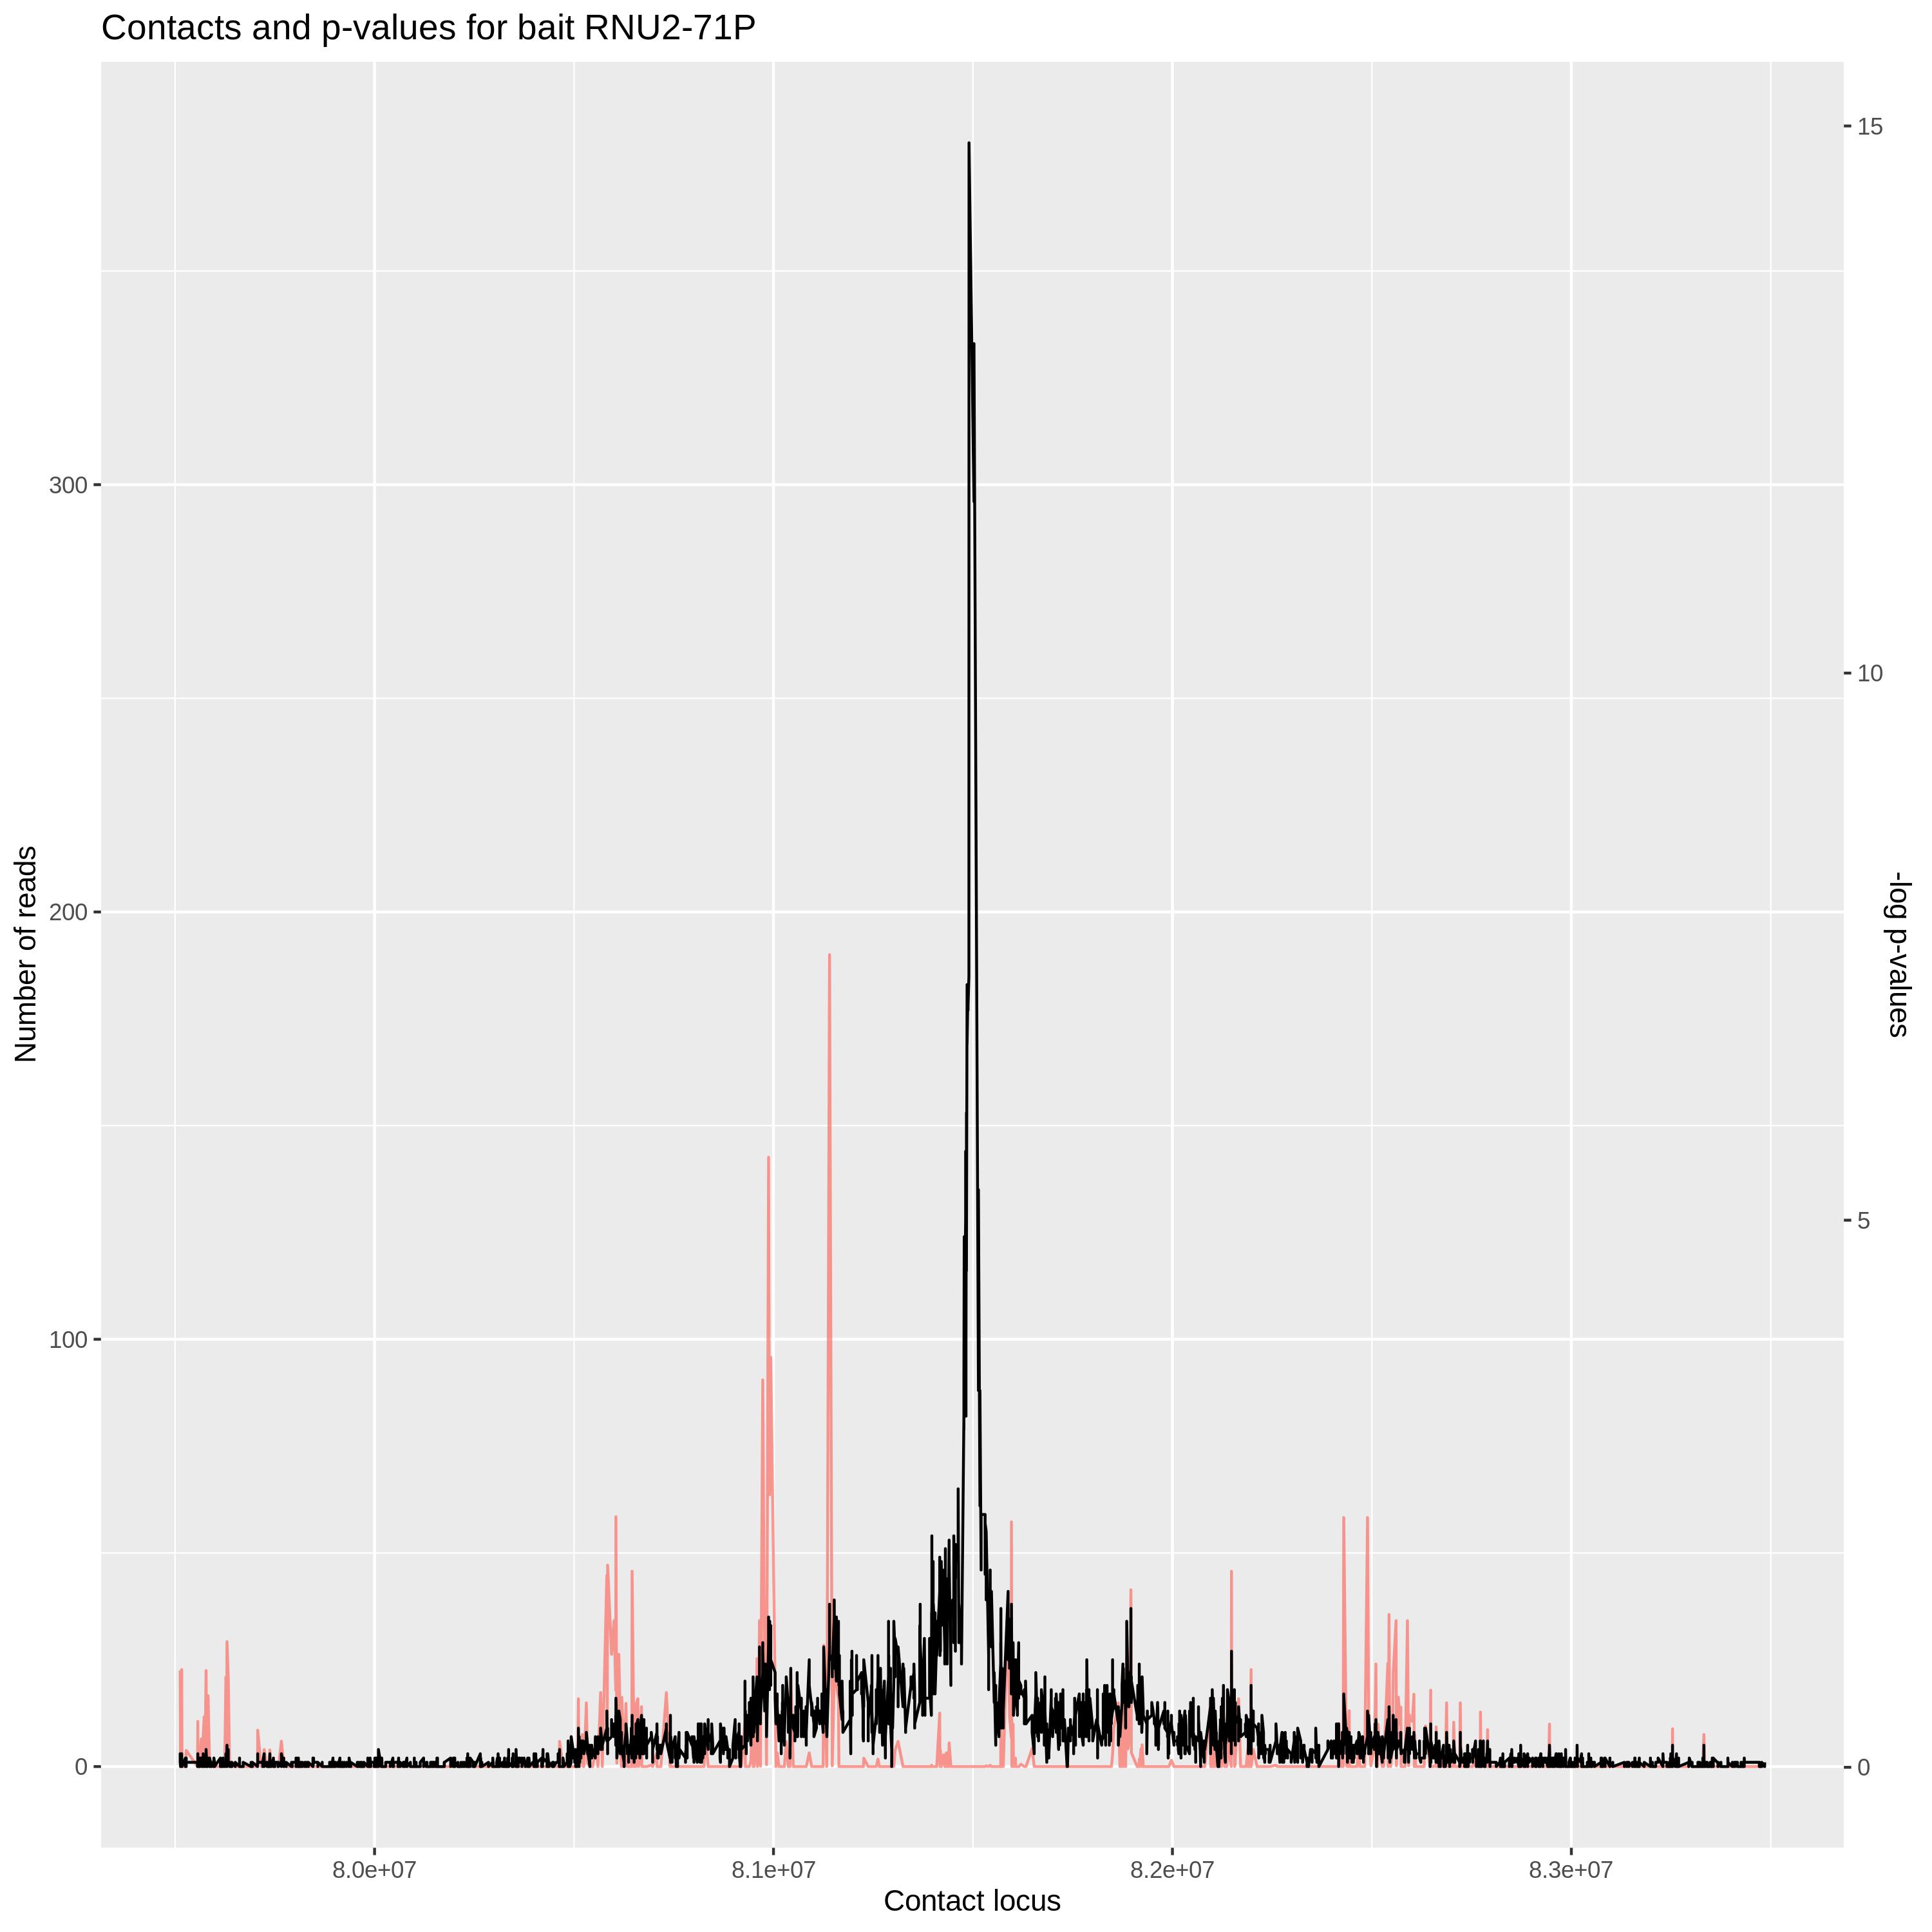 Contacts and p-values for bait RNU2-71P
Number of reads
300
200
100
0
15
10
5
0
-log p-values
8.0e+07
8.1e+07
8.2e+07
8.3e+07
Contact locus